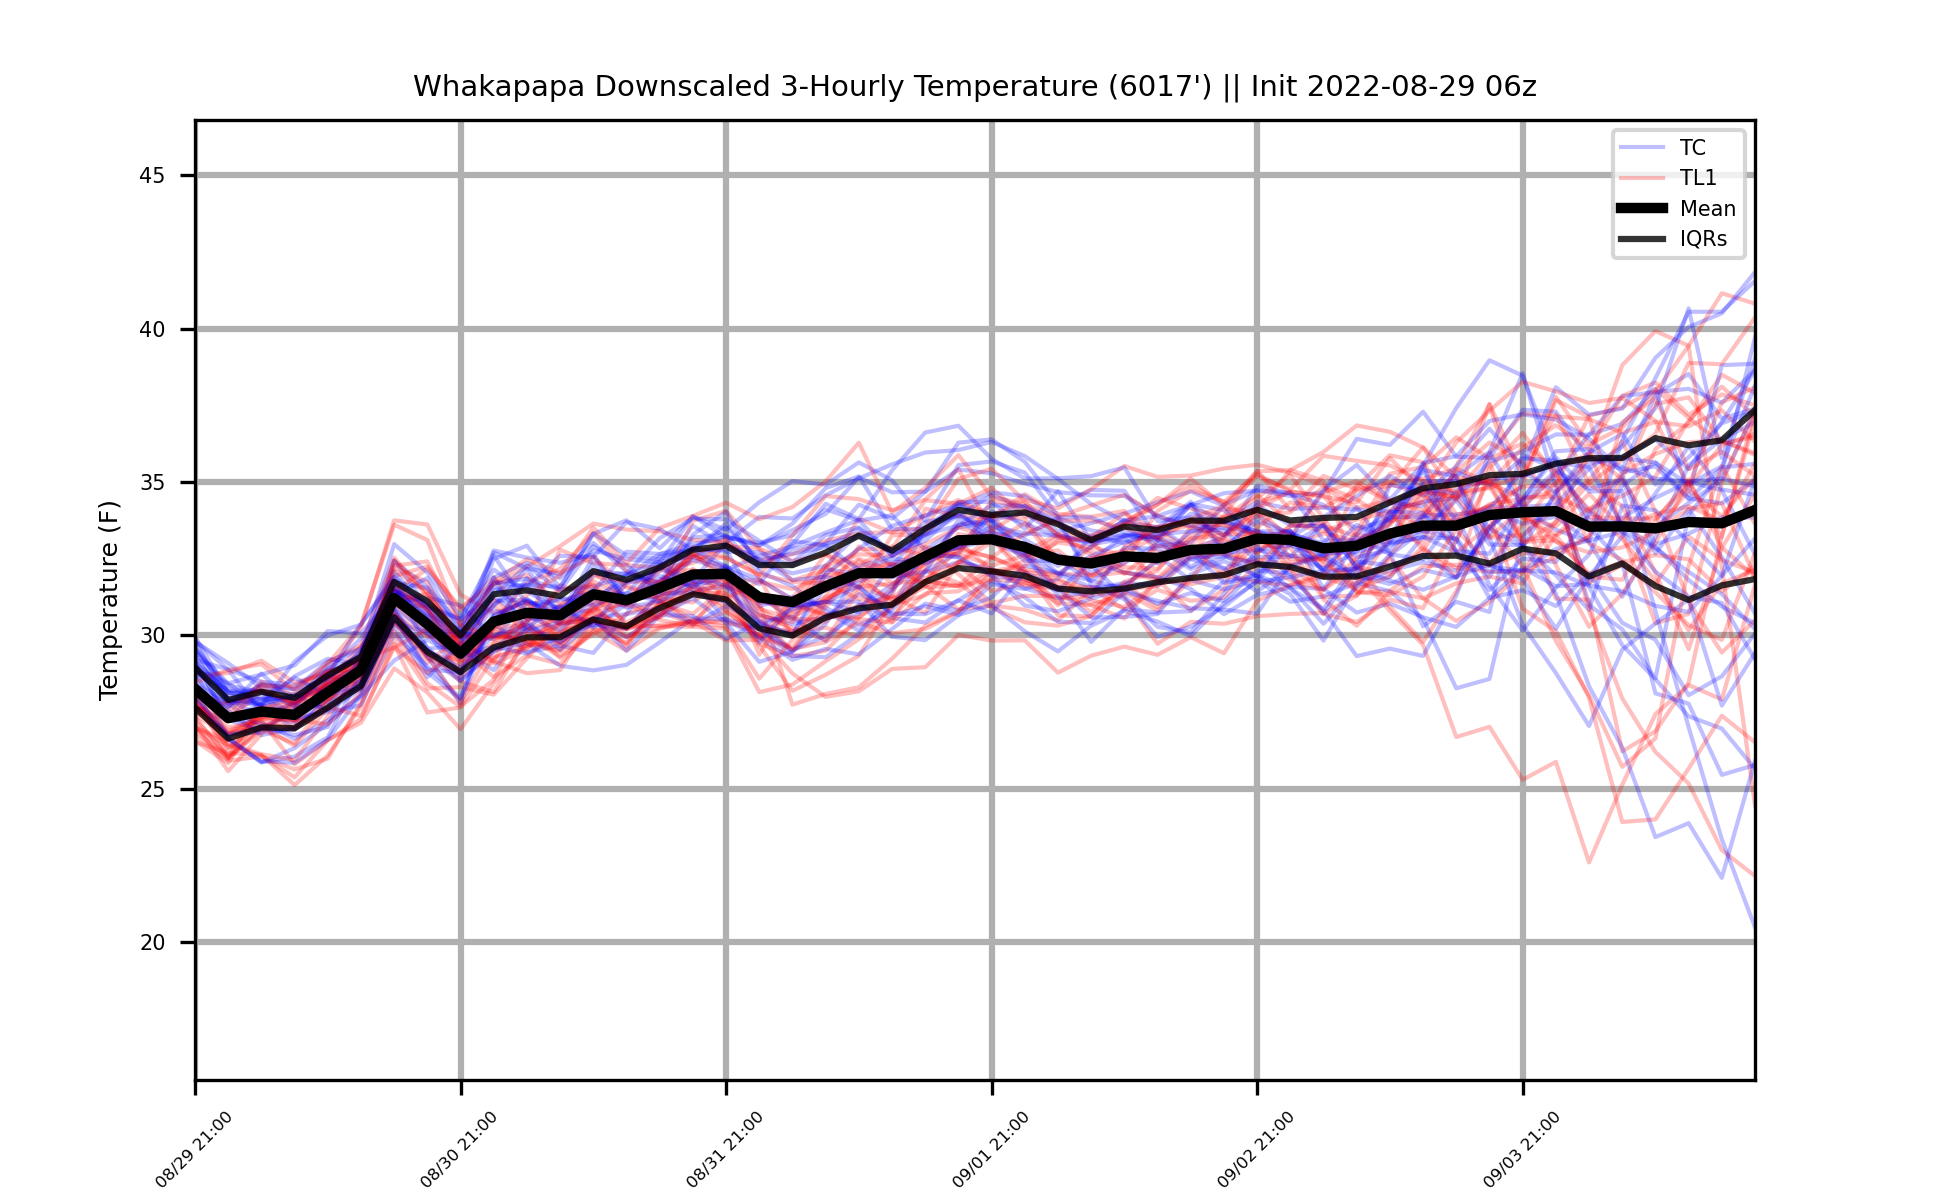 Whakapapa Downscaled 3-Hourly Temperature (6017') || Init 2022-08-29 06z
TC
TL1
Mean
IQRs
Temperature (F)
45
40
35
30
25
20
08/29 21:00
08/30 21:00
08/31 21:00
09/01 21:00
09/02 21:00
09/03 21:00